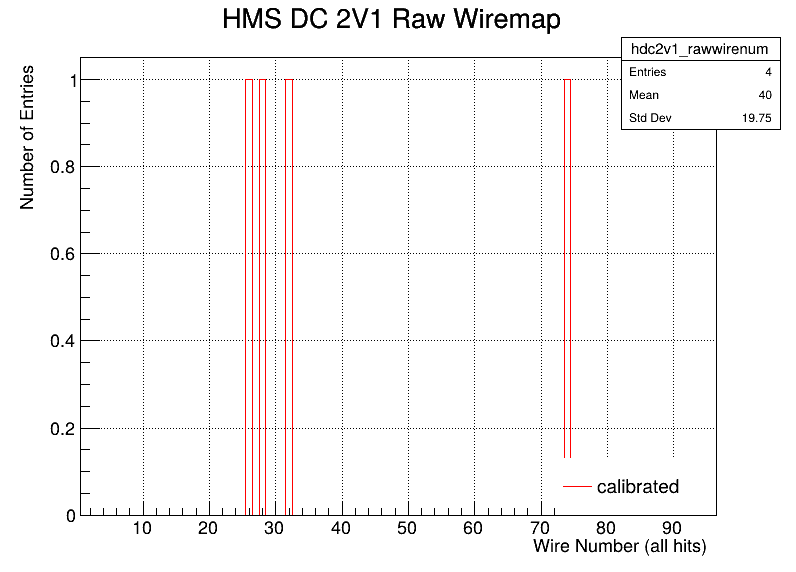 HMS DC 2V1 Raw Wiremap
hdc2v1_rawwirenum
Entries 4
Mean 40
Std Dev 19.75
Number of Entries
1
0.8
0.6
0.4
0.2
0
calibrated
10 20 30 40 50 60 70 80 90
Wire Number (all hits)